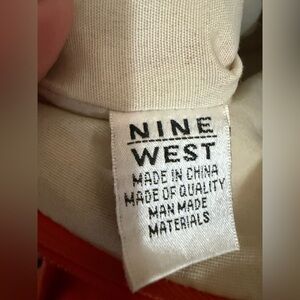 NINE
WEST
MADE IN CHINA
MADE OF QUALITY
MAN MADE
MATERIALS